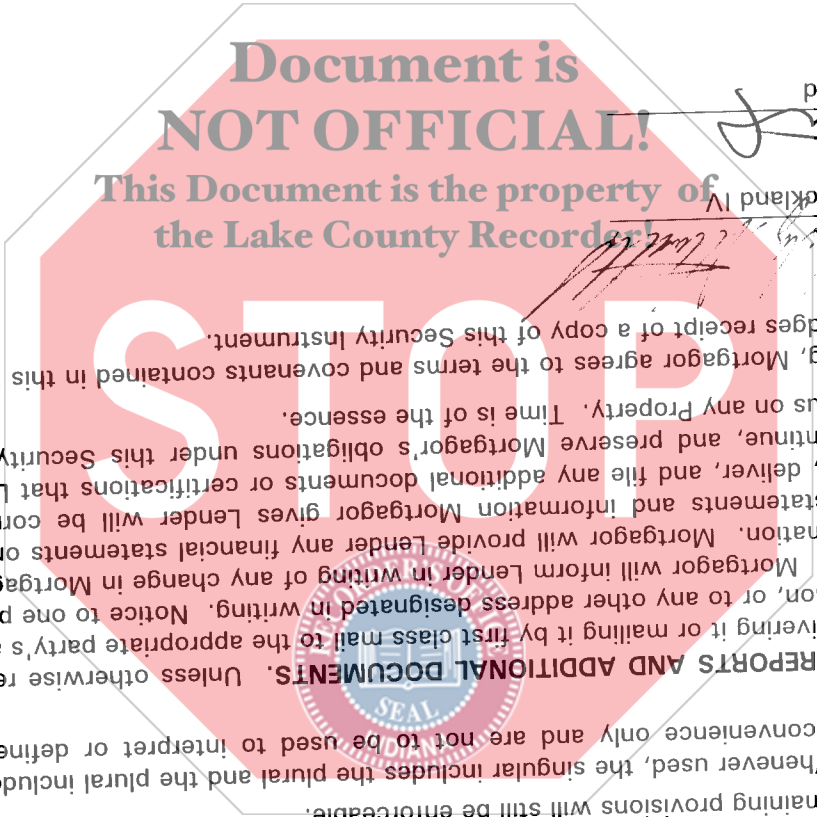 Document is
NOT OFFICIAL!
This Document is the property of
the Lake County Recorder!
STOP
SEAL
INDIANA
provisions will still be enforceable.
henever used, the singular includes the plural and the plural includ
convenience only and are not to be used to interpret or define
REPORTS AND ADDITIONAL DOCUMENTS. Unless otherwise re
ivering it or mailing it by first class mail to the appropriate party's
on, or to any other address designated in writing. Notice to one p
Mortgagor will inform Lender in writing of any change in Mortgag
nation. Mortgagor will provide Lender any financial statements or
statements and information Mortgagor gives Lender will be corr
deliver, and file any additional documents or certifications that L
ntinue, and preserve Mortgagor's obligations under this Security
us on any Property. Time is of the essence.
g, Mortgagor agrees to the terms and covenants contained in this
dges receipt of a copy of this Security Instrument.
ckland IV
d